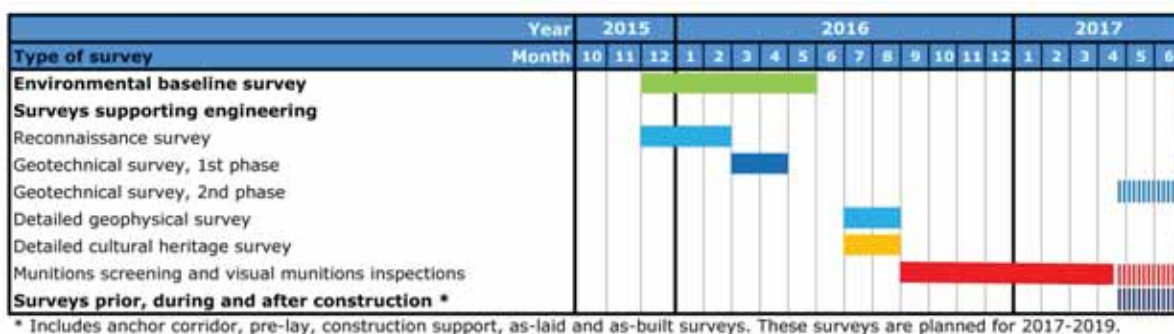 Year 2015 2016 2017
Type of survey Month 10 11 12 1 2 3 4 5 6 7 8 9 10 11 12 1 2 3 4 5 6
Environmental baseline survey
Surveys supporting engineering
Reconnaissance survey
Geotechnical survey, 1st phase
Geotechnical survey, 2nd phase
Detailed geophysical survey
Detailed cultural heritage survey
Munitions screening and visual munitions inspections
Surveys prior, during and after construction *
* Includes anchor corridor, pre-lay, construction support, as-laid and as-built surveys. These surveys are planned for 2017-2019.